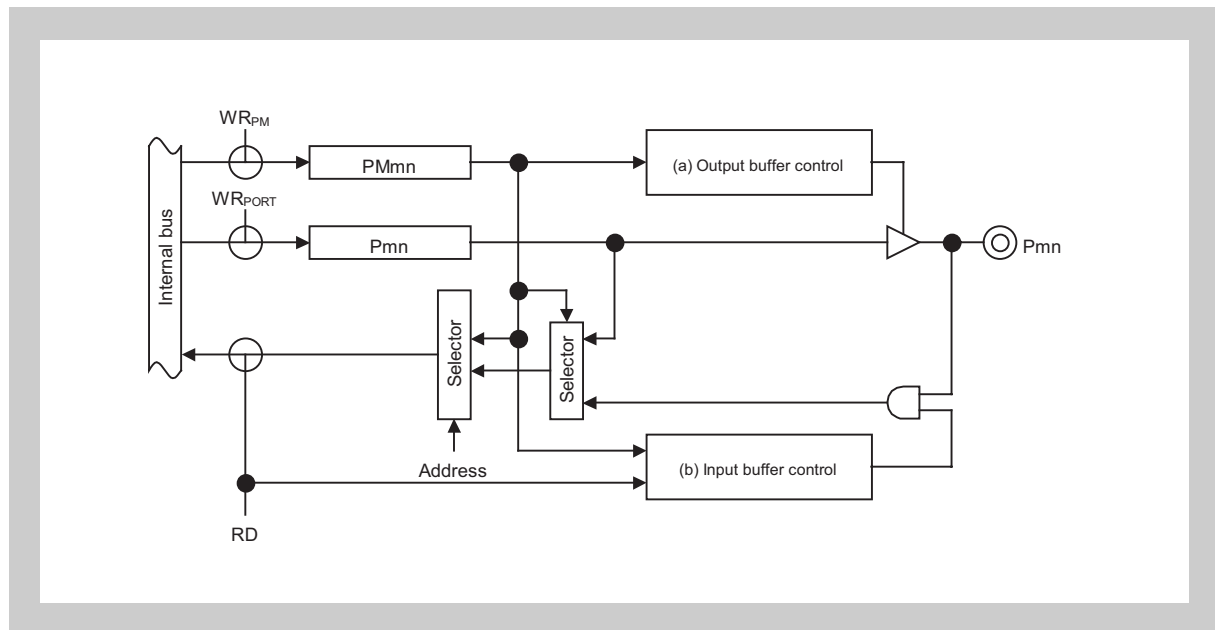 WRPM
PMmn
(a) Output buffer control
WRPORT
Pmn
Pmn
Internal bus
Selector
Selector
Address
(b) Input buffer control
RD